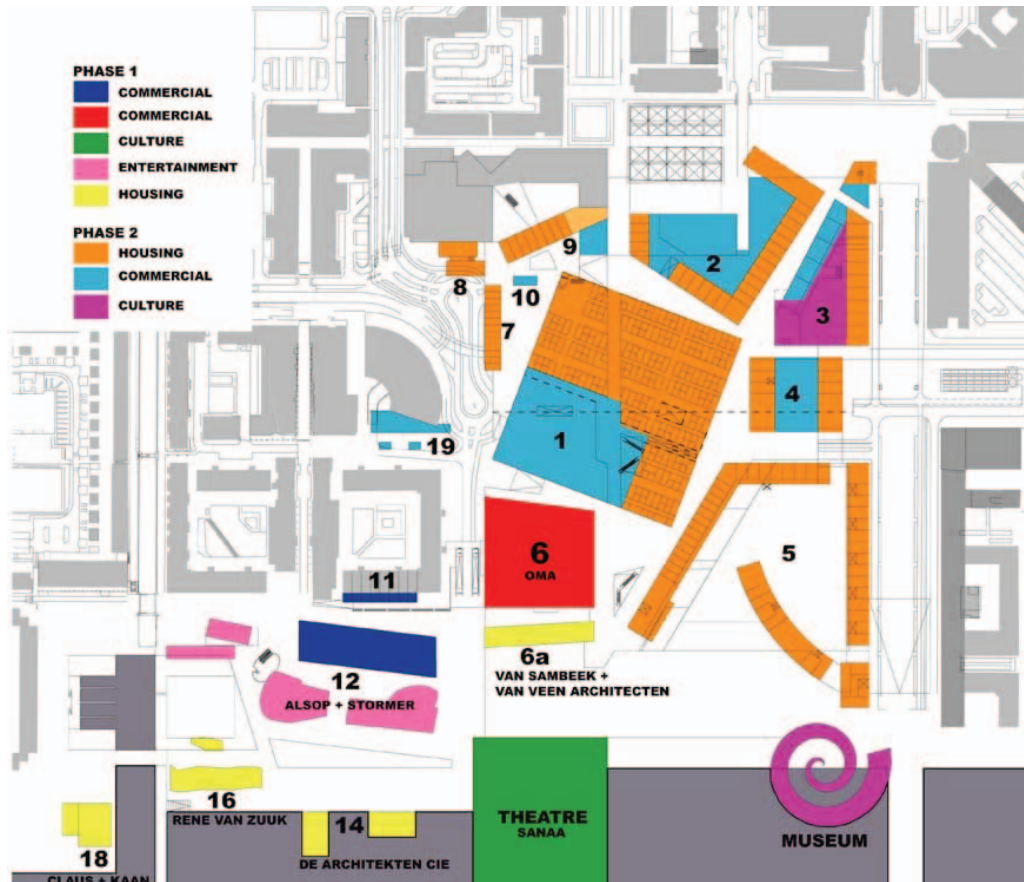 PHASE 1
COMMERCIAL
COMMERCIAL
CULTURE
ENTERTAINMENT
HOUSING
PHASE 2
HOUSING
COMMERCIAL
CULTURE
9
2
8
10
3
7
4
1
19
6
OMA
5
11
6a
VAN SAMBEEK +
VAN VEEN ARCHITECTEN
12
ALSOP + STORMER
16
RENE VAN ZUUK
14
DE ARCHITEKTEN CIE
THEATRE
SANAA
MUSEUM
18
CLAUS + KAAN